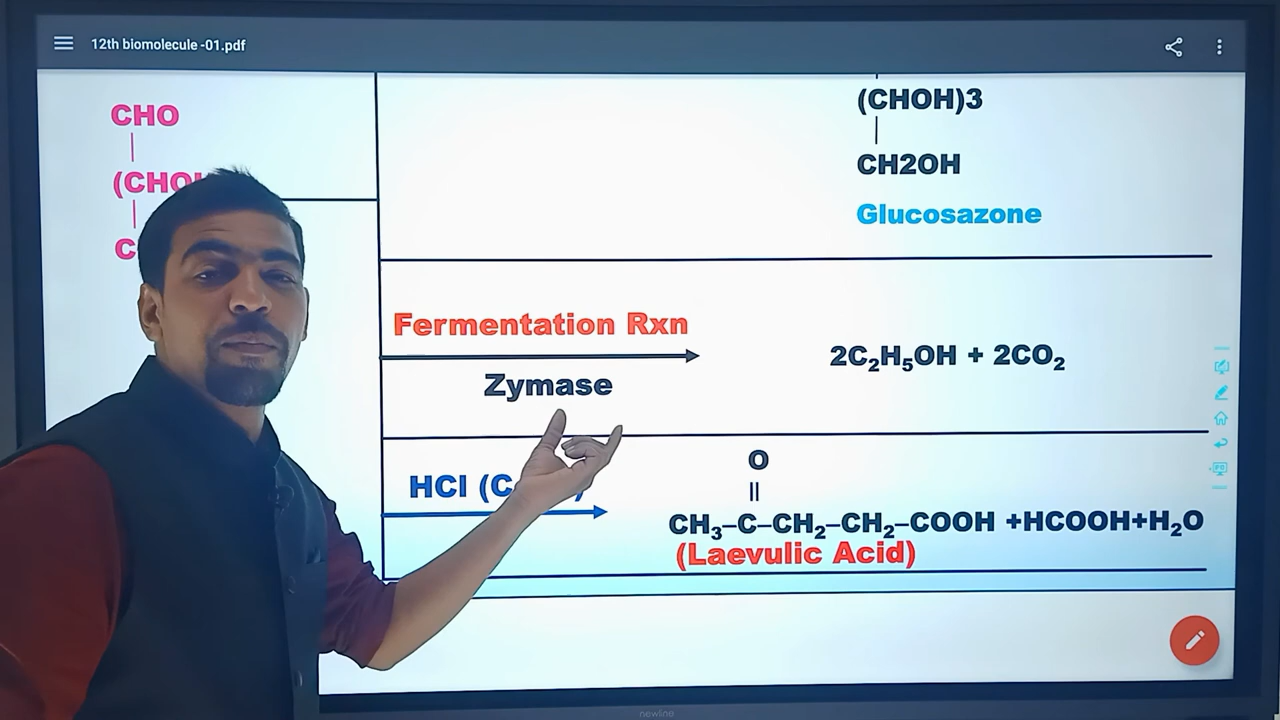 12th biomolecule -01.pdf
CHO
(CHOH)3
CH2OH
Glucosazone
Fermentation Rxn
Zymase
2C₂H₅OH + 2CO₂
HCl
O
CH₃–C–CH₂–CH₂–COOH +HCOOH+H₂O
(Laevulic Acid)
newline